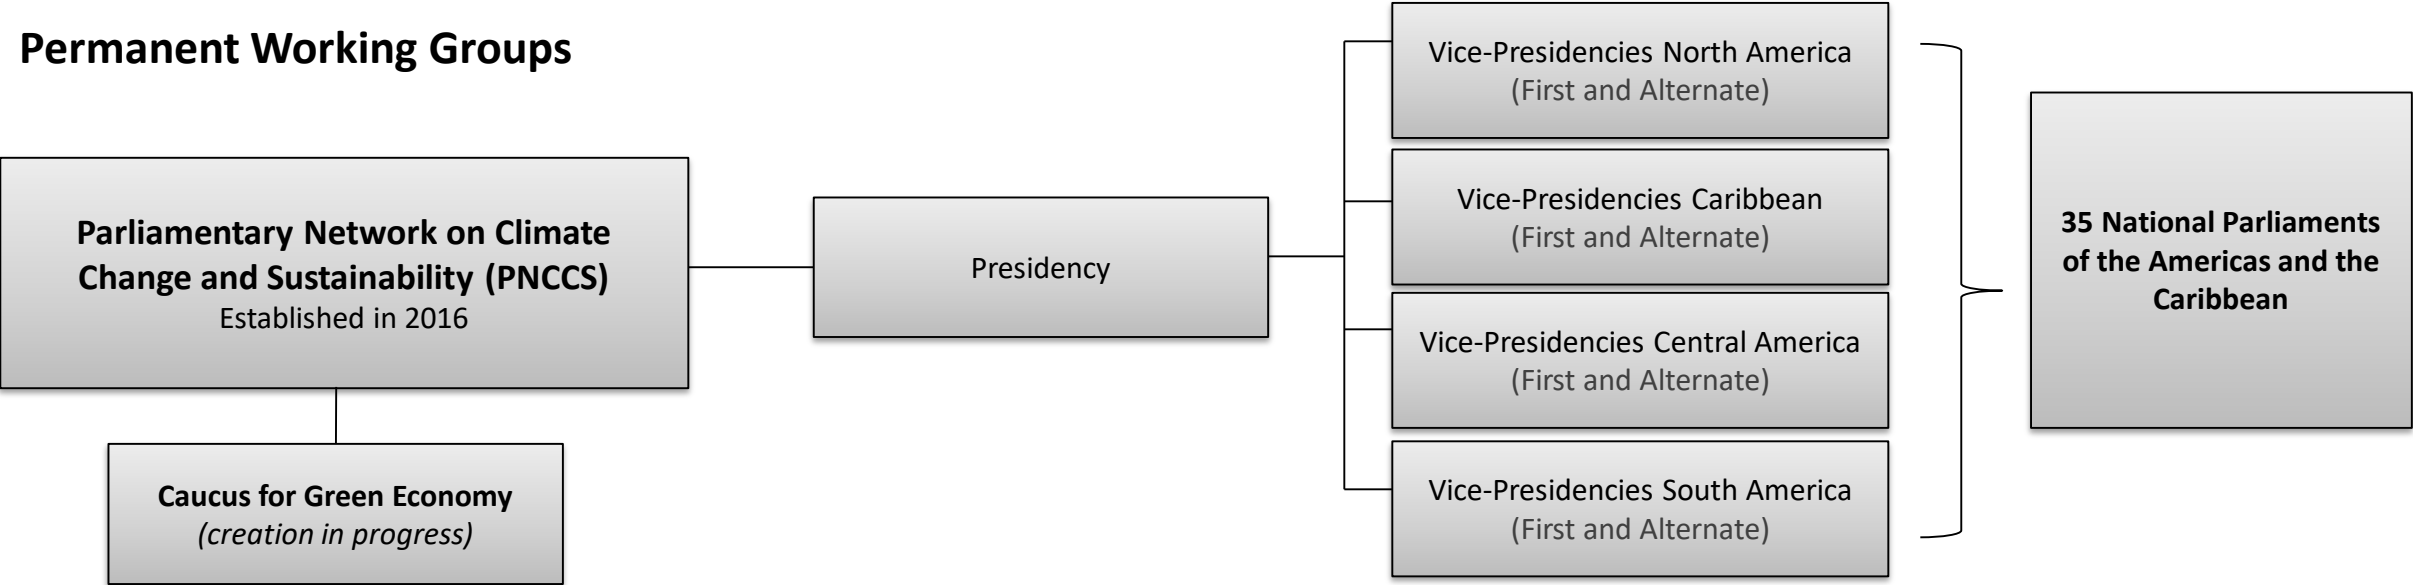 Permanent Working Groups
Parliamentary Network on Climate
Change and Sustainability (PNCCS)
Established in 2016
Caucus for Green Economy
(creation in progress)
Presidency
Vice-Presidencies North America
(First and Alternate)
Vice-Presidencies Caribbean
(First and Alternate)
Vice-Presidencies Central America
(First and Alternate)
Vice-Presidencies South America
(First and Alternate)
35 National Parliaments
of the Americas and the
Caribbean